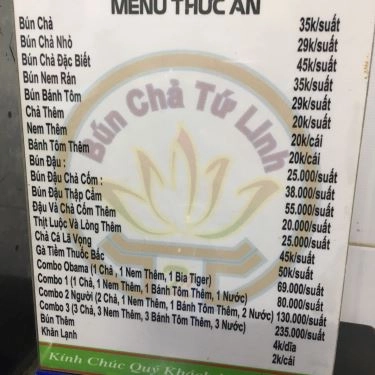 MENU THỨC ĂN
Bún Chả 35k/suất
Bún Chả Nhỏ 29k/suất
Bún Chả Đặc Biệt 45k/suất
Bún Nem Rán 35k/suất
Bún Bánh Tôm 29k/suất
Chả Thêm 20k/suất
Nem Thêm 20k/cái
Bánh Tôm Thêm 20k/cái
Bún Đậu : 25.000/suất
Bún Đậu Chả Cốm : 38.000/suất
Bún Đậu Thập Cẩm 55.000/suất
Đậu Và Chả Cốm Thêm 20.000/suất
Thịt Luộc Và Lòng Thêm 25.000/suất
Chả Cá Lã Vọng 45k/suất
Gà Tiềm Thuốc Bắc 50k/suất
Combo Obama (1 Chả, 1 Nem Thêm, 1 Bia Tiger) 69.000/suất
Combo 1 (1 Chả, 1 Nem Thêm, 1 Bánh Tôm Thêm, 1 Nước) 80.000/suất
Combo 2 Người (2 Chả, 1 Nem Thêm, 1 Bánh Tôm Thêm, 2 Nước) 130.000/suất
Combo 3 (3 Chả, 3 Nem Thêm, 3 Bánh Tôm Thêm, 3 Nước) 235.000/suất
Bún Thêm 4k/dĩa
Khăn Lạnh 2k/cái
Bún Chả Tứ Linh
Kính Chúc Quý Khách